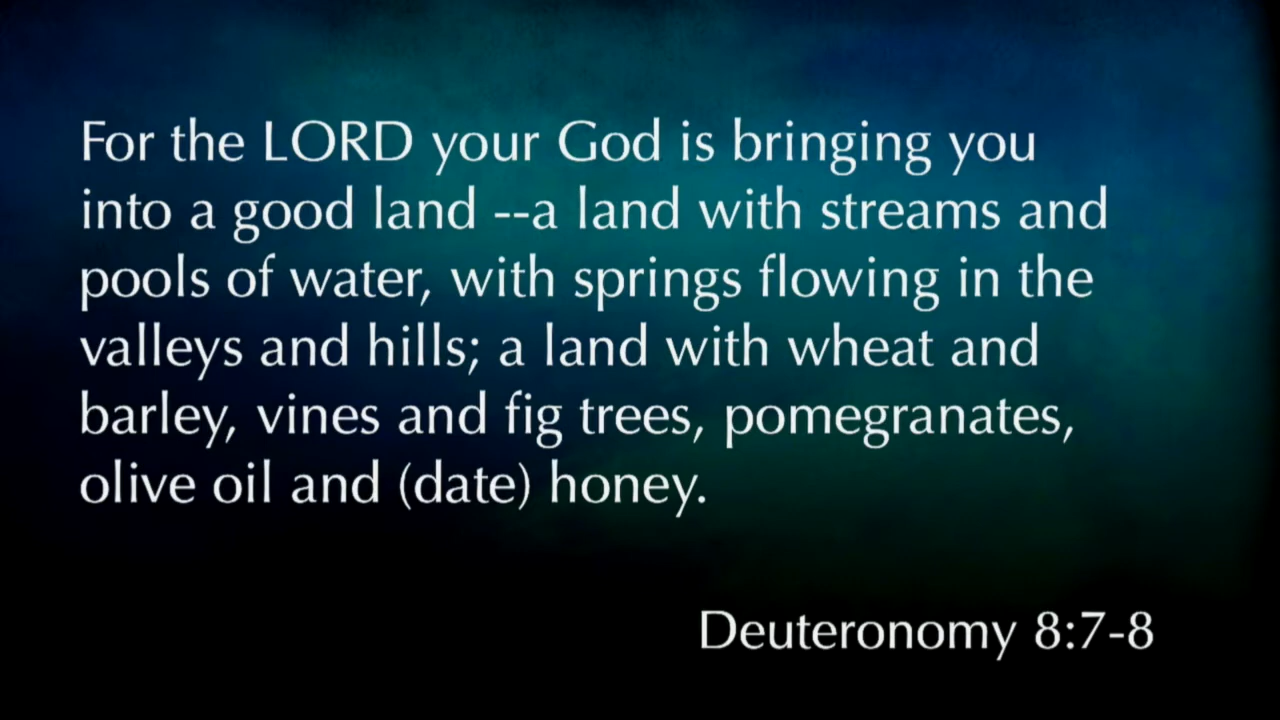 For the LORD your God is bringing you
into a good land --a land with streams and
pools of water, with springs flowing in the
valleys and hills; a land with wheat and
barley, vines and fig trees, pomegranates,
olive oil and (date) honey.
Deuteronomy 8:7-8